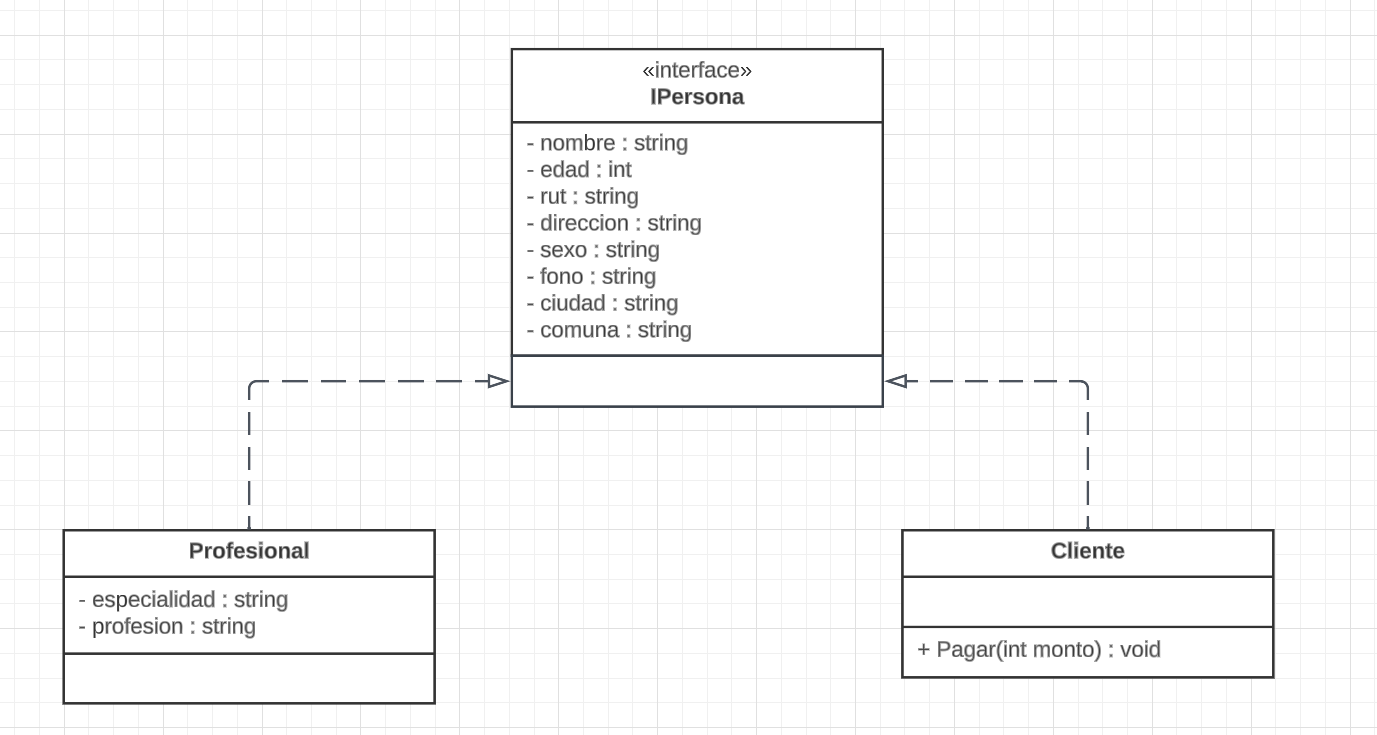 «interface»
IPersona
- nombre : string
- edad : int
- rut : string
- direccion : string
- sexo : string
- fono : string
- ciudad : string
- comuna : string
Profesional
- especialidad : string
- profesion : string
Cliente
+ Pagar(int monto) : void